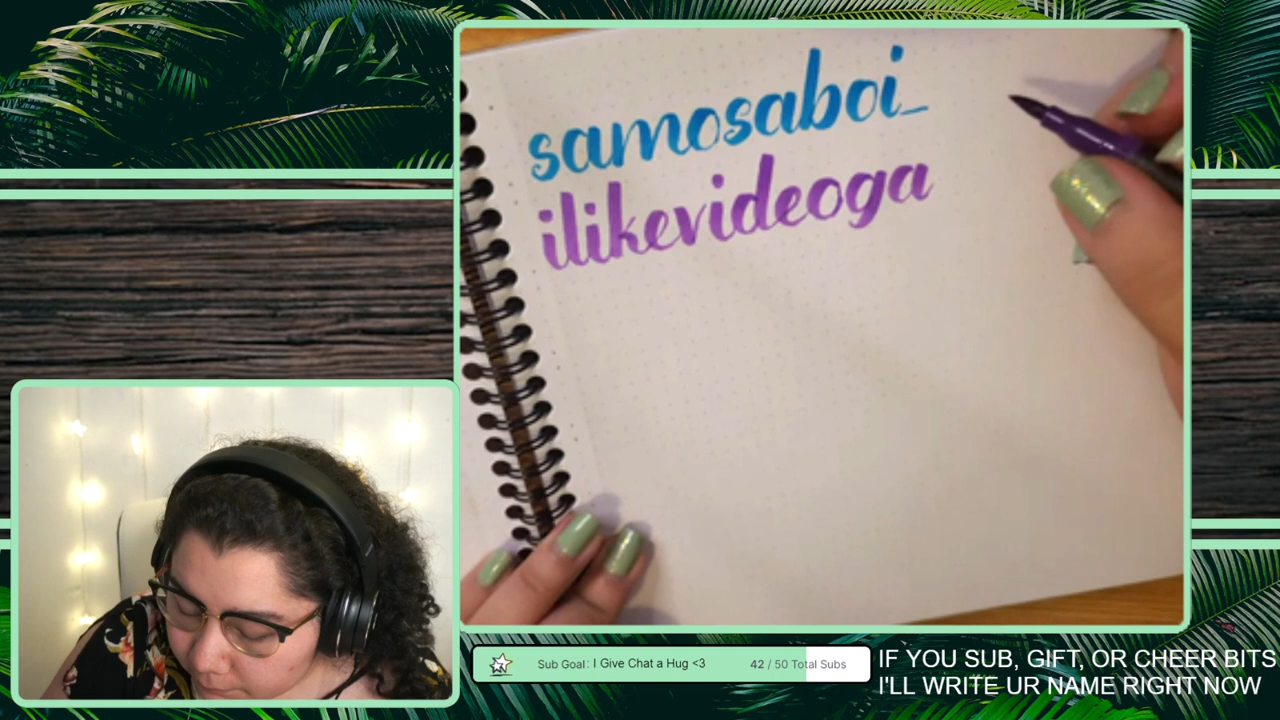 samosaboi_
ilikevideoga
Sub Goal: I Give Chat a Hug <3 42 / 50 Total Subs
IF YOU SUB, GIFT, OR CHEER BITS
I'LL WRITE UR NAME RIGHT NOW